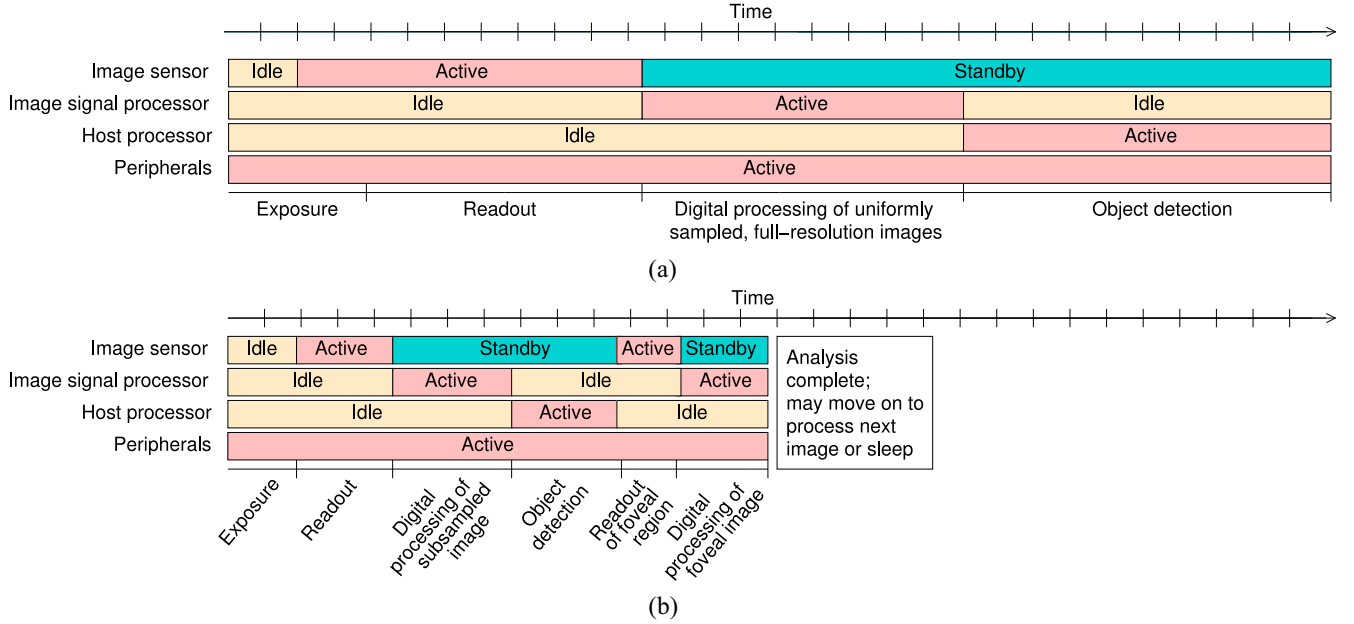 Time
Image sensor Idle Active Standby
Image signal processor Idle Active Idle
Host processor Idle Active
Peripherals Active
Exposure Readout Digital processing of uniformly Object detection
sampled, full−resolution images
(a)
Time
Image sensor Idle Active Standby Active Standby
Image signal processor Idle Active Idle Active
Host processor Idle Active Idle
Peripherals Active
Analysis
complete;
may move on to
process next
image or sleep
Exposure
Readout
Digital
processing of
subsampled
image
Object
detection
Readout
of foveal
region
Digital
processing of
foveal image
(b)